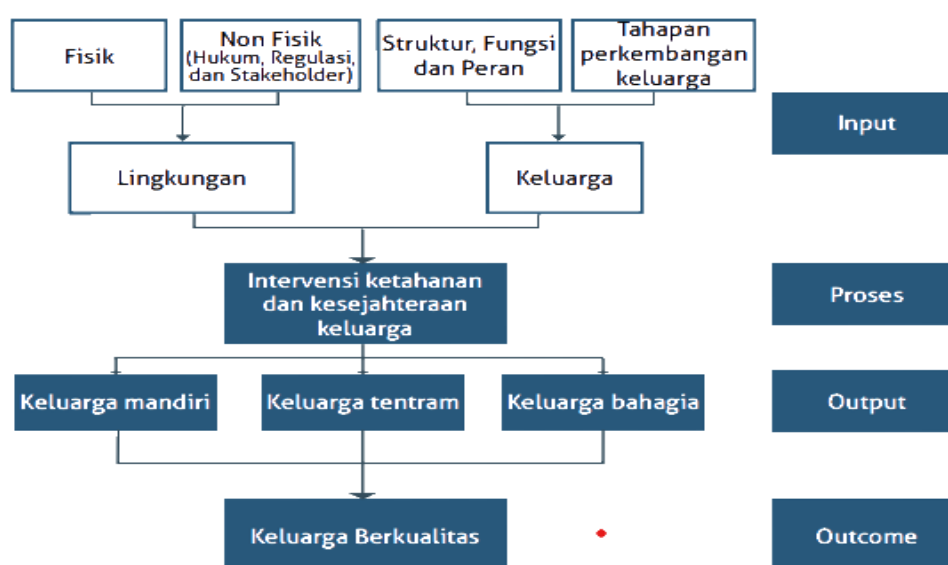 Fisik
Non Fisik
(Hukum, Regulasi,
dan Stakeholder)
Struktur, Fungsi
dan Peran
Tahapan
perkembangan
keluarga
Input
Lingkungan
Keluarga
Intervensi ketahanan
dan kesejahteraan
keluarga
Proses
Keluarga mandiri
Keluarga tentram
Keluarga bahagia
Output
Keluarga Berkualitas
Outcome